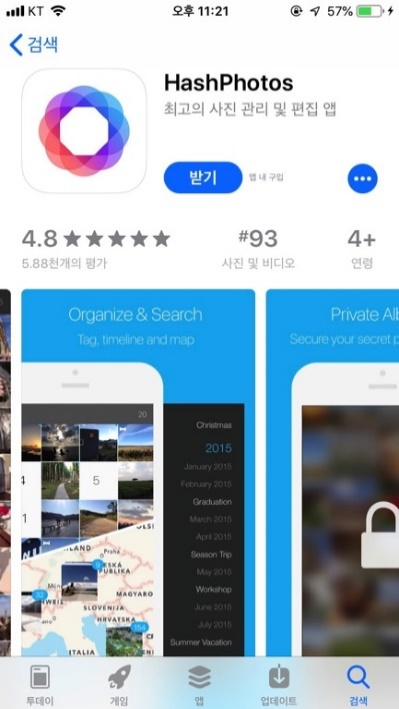 KT 오후 11:21 57%
검색
HashPhotos
최고의 사진 관리 및 편집 앱
받기 앱 내 구입
4.8 #93 4+
5.88천개의 평가 사진 및 비디오 연령
Organize & Search
Tag, timeline and map
Private Alb
Secure your secret p
20
Christmas
2015
January 2015
February 2015
Graduation
March 2015
April 2015
Season Trip
May 2015
Workshop
June 2015
July 2015
Summer Vacation
4
5
1
Praha
ČESKÁ
PUBLIKA
MAGYARO
SLOVENIJA
HRVATSKA
ITALIA
32
154
투데이 게임 앱 업데이트 검색